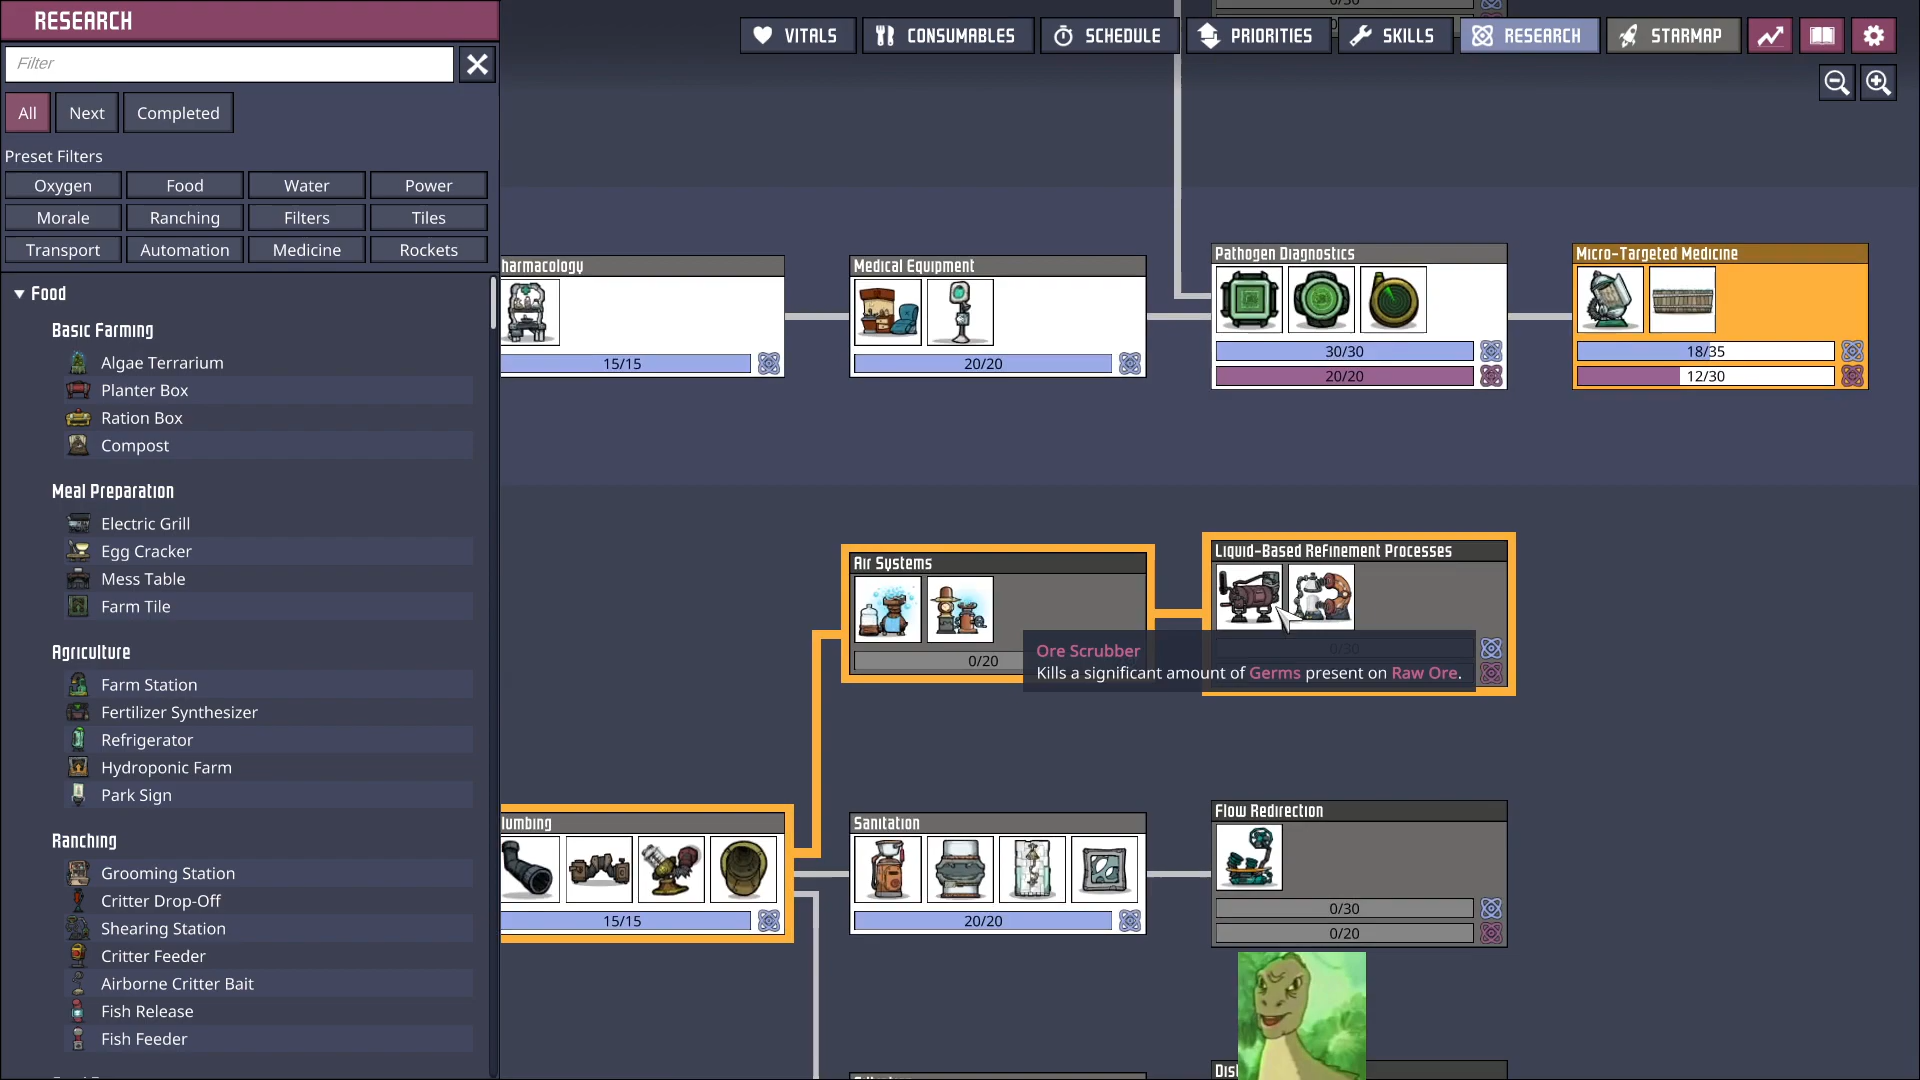 RESEARCH
Filter
All
Next
Completed
Preset Filters
Oxygen
Food
Water
Power
Morale
Ranching
Filters
Tiles
Transport
Automation
Medicine
Rockets
Food
Basic Farming
Algae Terrarium
Planter Box
Ration Box
Compost
Meal Preparation
Electric Grill
Egg Cracker
Mess Table
Farm Tile
Agriculture
Farm Station
Fertilizer Synthesizer
Refrigerator
Hydroponic Farm
Park Sign
Ranching
Grooming Station
Critter Drop-Off
Shearing Station
Critter Feeder
Airborne Critter Bait
Fish Release
Fish Feeder
VITALS
CONSUMABLES
SCHEDULE
PRIORITIES
SKILLS
RESEARCH
STARMAP
harmacology
15/15
Medical Equipment
20/20
Pathogen Diagnostics
30/30
20/20
Micro-Targeted Medicine
18/35
12/30
Air Systems
0/20
Liquid-Based Refinement Processes
0/30
Ore Scrubber
Kills a significant amount of Germs present on Raw Ore.
lumbing
15/15
Sanitation
20/20
Flow Redirection
0/30
0/20